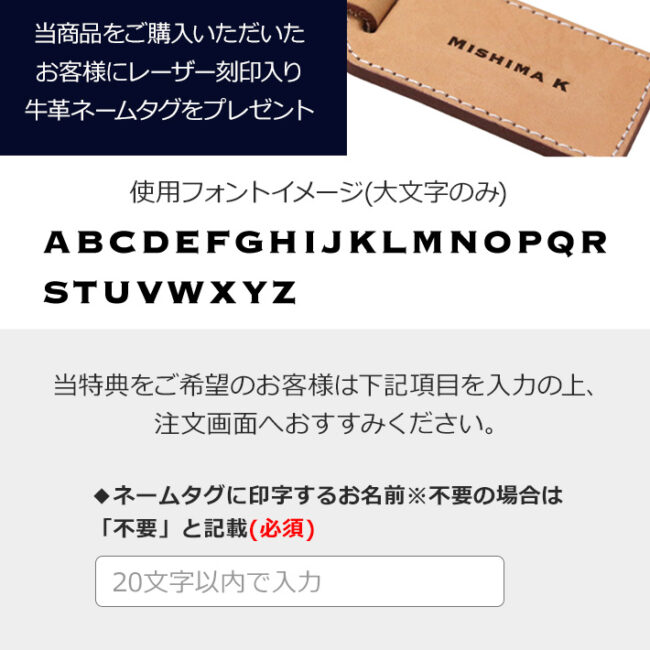 当商品をご購入いただいた
お客様にレーザー刻印入り
牛革ネームタグをプレゼント
MISHIMA K
使用フォントイメージ(大文字のみ)
ABCDEFGHIJKLMNOPQR
STUVWXYZ
当特典をご希望のお客様は下記項目を入力の上、
注文画面へおすすみください。
◆ネームタグに印字するお名前※不要の場合は
「不要」と記載(必須)
20文字以内で入力